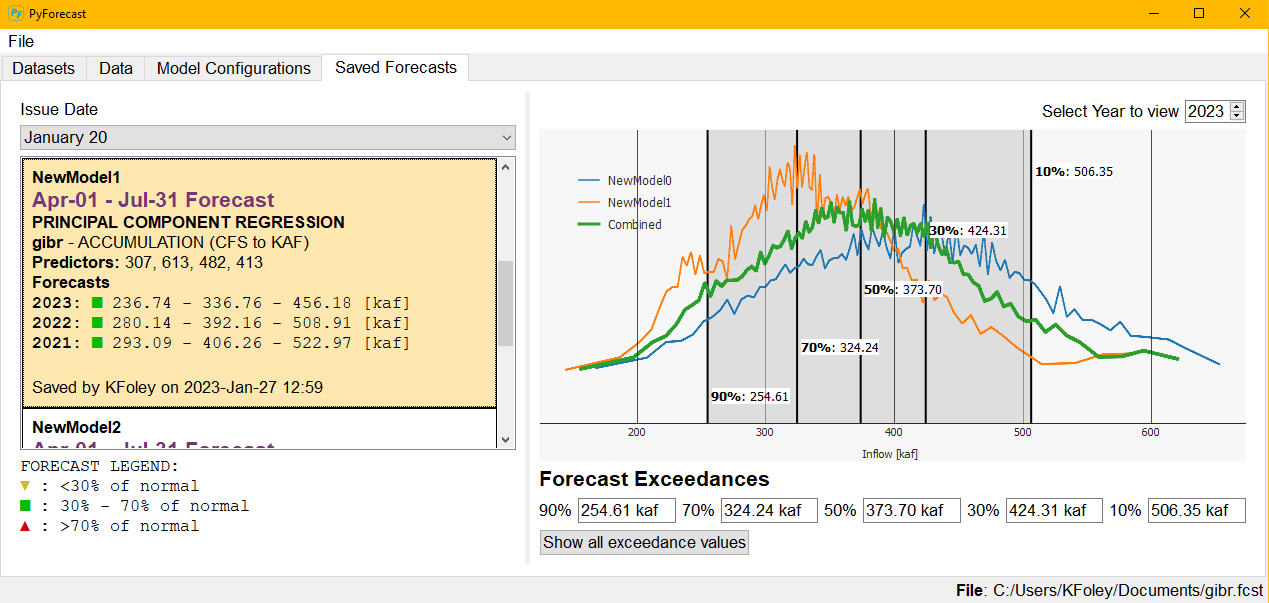 PyForecast
File
Datasets Data Model Configurations Saved Forecasts
Issue Date
January 20
NewModel1
Apr-01 - Jul-31 Forecast
PRINCIPAL COMPONENT REGRESSION
gibr - ACCUMULATION (CFS to KAF)
Predictors: 307, 613, 482, 413
Forecasts
2023: ■ 236.74 - 336.76 - 456.18 [kaf]
2022: ■ 280.14 - 392.16 - 508.91 [kaf]
2021: ■ 293.09 - 406.26 - 522.97 [kaf]
Saved by KFoley on 2023-Jan-27 12:59
NewModel2
Apr-01 - Jul-31 Forecast
FORECAST LEGEND:
▼ : <30% of normal
■ : 30% - 70% of normal
▲ : >70% of normal
Select Year to view 2023
NewModel0
NewModel1
Combined
10%: 506.35
30%: 424.31
50%: 373.70
70%: 324.24
90%: 254.61
200 300 400 500 600
Inflow [kaf]
Forecast Exceedances
90% 254.61 kaf 70% 324.24 kaf 50% 373.70 kaf 30% 424.31 kaf 10% 506.35 kaf
Show all exceedance values
File: C:/Users/KFoley/Documents/gibr.fcst